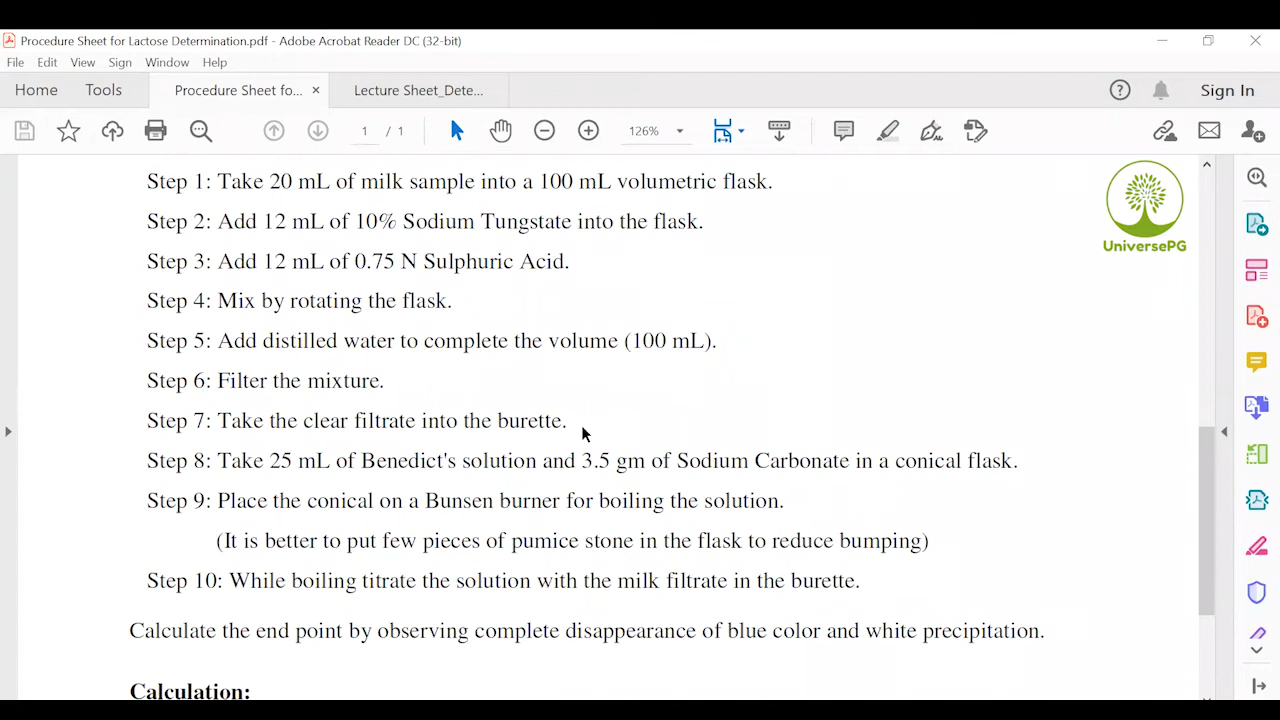 Procedure Sheet for Lactose Determination.pdf - Adobe Acrobat Reader DC (32-bit)
File Edit View Sign Window Help
Home Tools Procedure Sheet fo... × Lecture Sheet_Dete... Sign In
1 / 1 126%
Step 1: Take 20 mL of milk sample into a 100 mL volumetric flask.
Step 2: Add 12 mL of 10% Sodium Tungstate into the flask.
UniversePG
Step 3: Add 12 mL of 0.75 N Sulphuric Acid.
Step 4: Mix by rotating the flask.
Step 5: Add distilled water to complete the volume (100 mL).
Step 6: Filter the mixture.
Step 7: Take the clear filtrate into the burette.
Step 8: Take 25 mL of Benedict's solution and 3.5 gm of Sodium Carbonate in a conical flask.
Step 9: Place the conical on a Bunsen burner for boiling the solution.
(It is better to put few pieces of pumice stone in the flask to reduce bumping)
Step 10: While boiling titrate the solution with the milk filtrate in the burette.
Calculate the end point by observing complete disappearance of blue color and white precipitation.
Calculation: